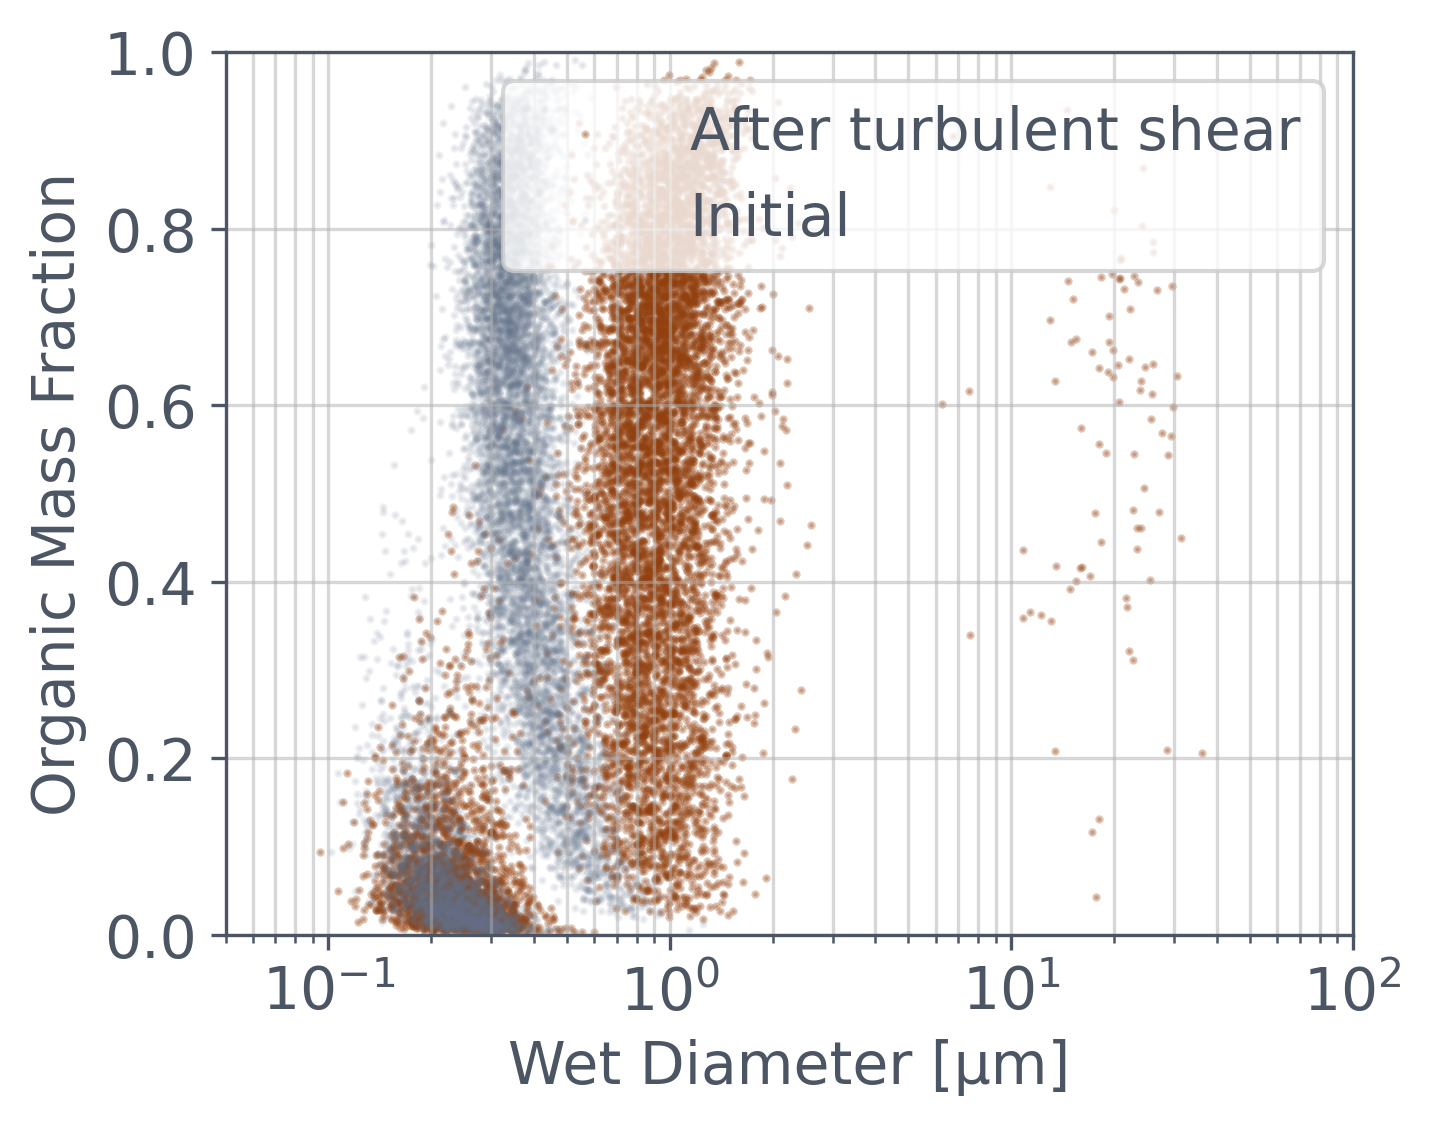 1.0
0.8
0.6
0.4
0.2
0.0
Organic Mass Fraction
After turbulent shear
Initial
10⁻¹ 10⁰ 10¹ 10²
Wet Diameter [µm]